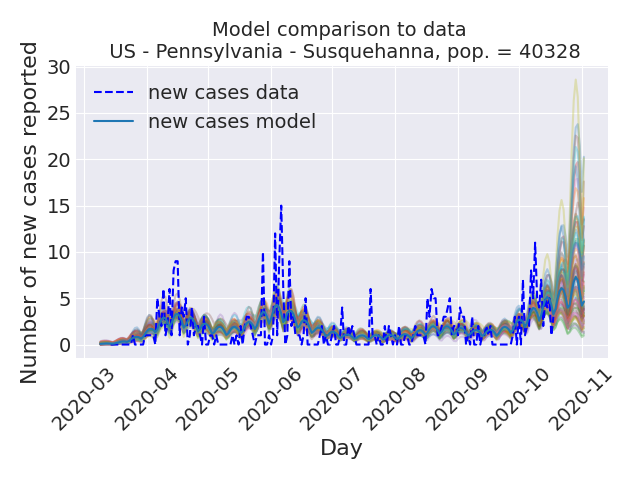 Model comparison to data
US - Pennsylvania - Susquehanna, pop. = 40328
Number of new cases reported
30
25
20
15
10
5
0
new cases data
new cases model
2020-03
2020-04
2020-05
2020-06
2020-07
2020-08
2020-09
2020-10
2020-11
Day